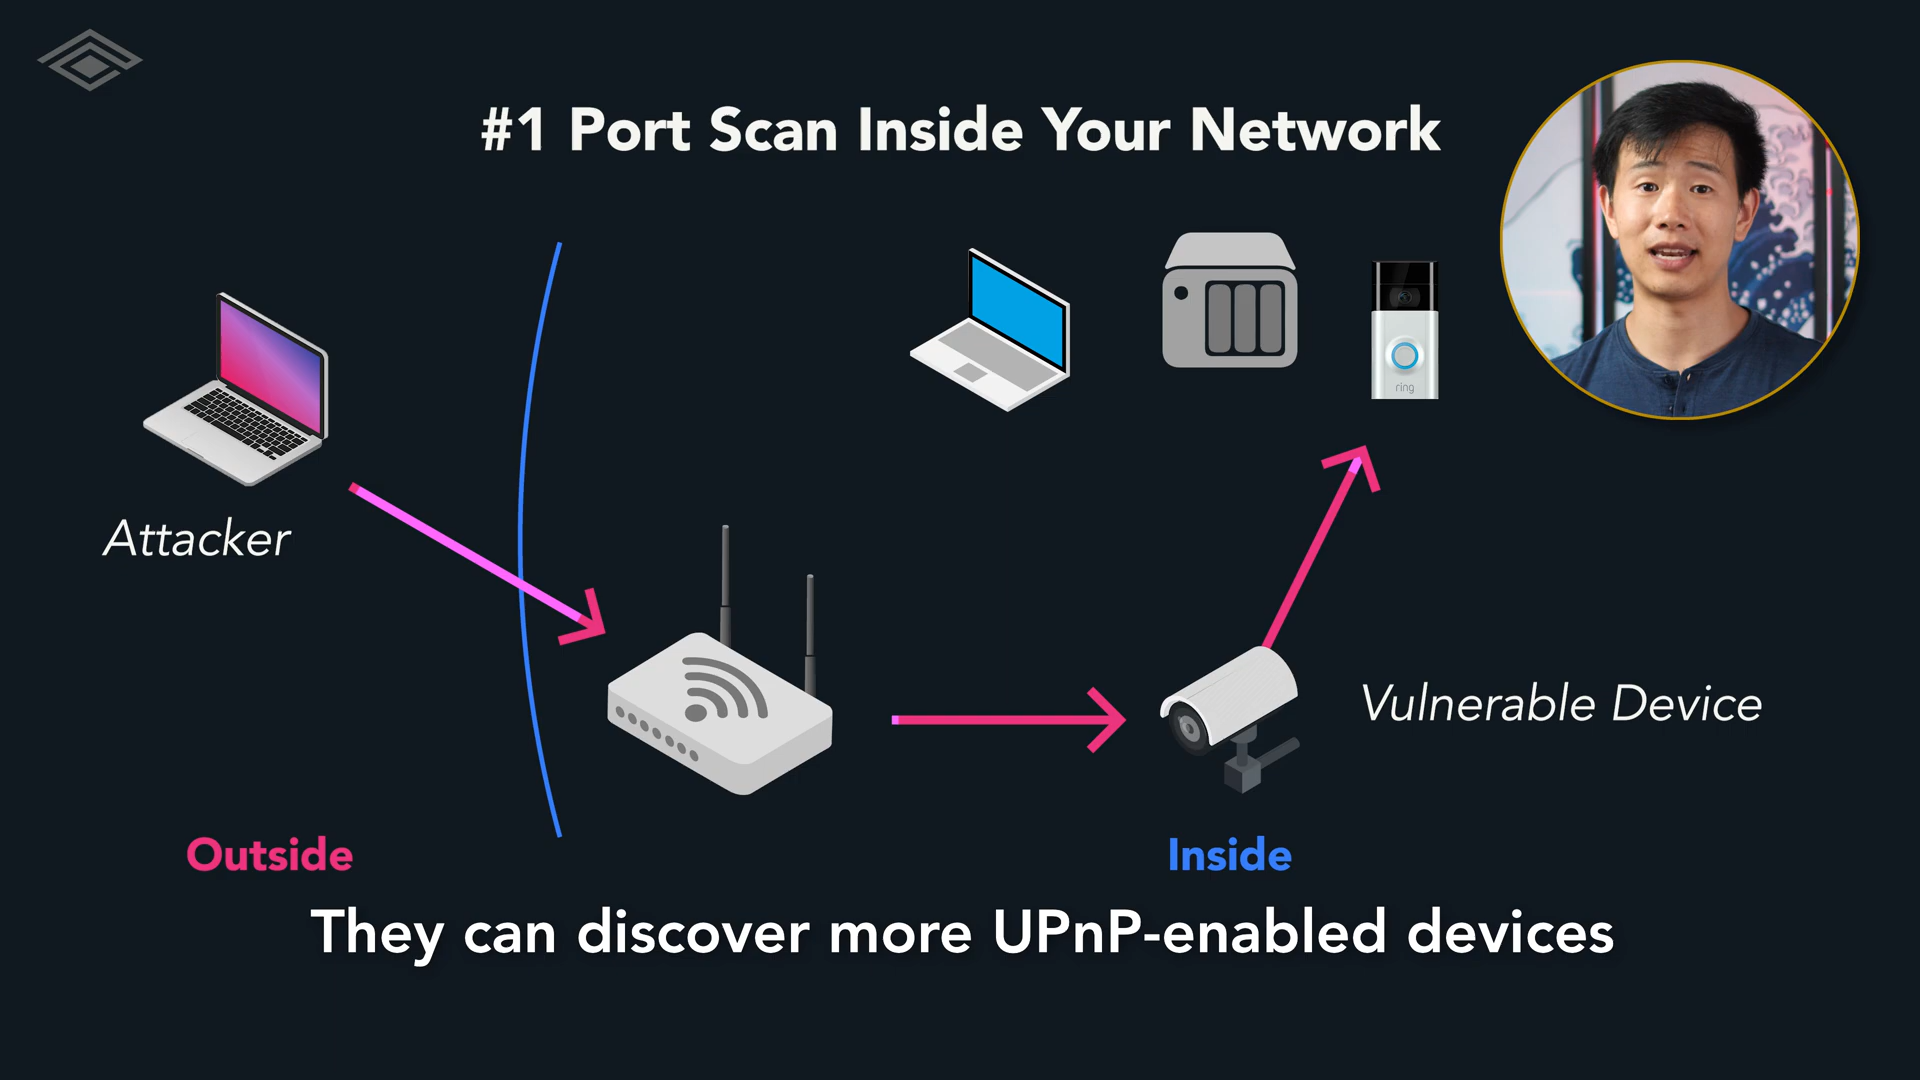 #1 Port Scan Inside Your Network
ring
Attacker
Vulnerable Device
Outside
Inside
They can discover more UPnP-enabled devices